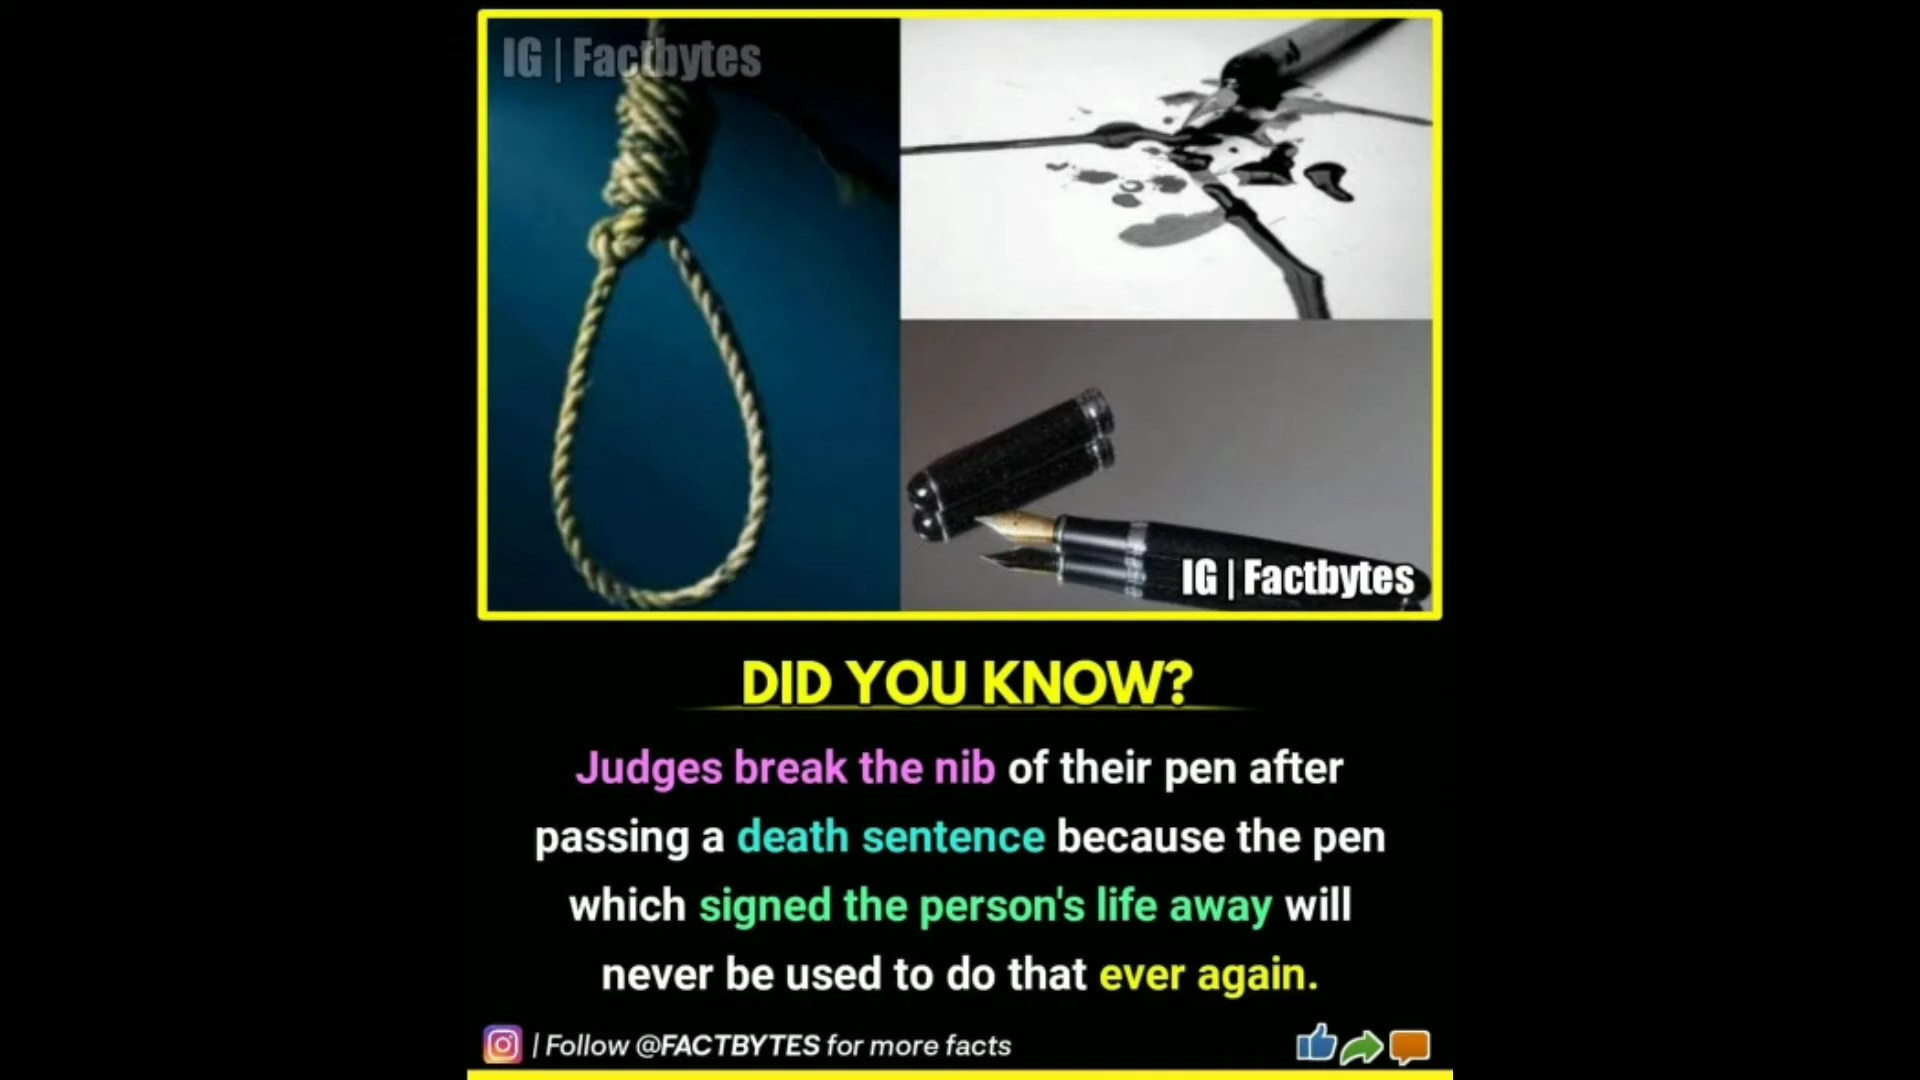 IG | Factbytes
IG | Factbytes
DID YOU KNOW?
Judges break the nib of their pen after
passing a death sentence because the pen
which signed the person's life away will
never be used to do that ever again.
| Follow @FACTBYTES for more facts